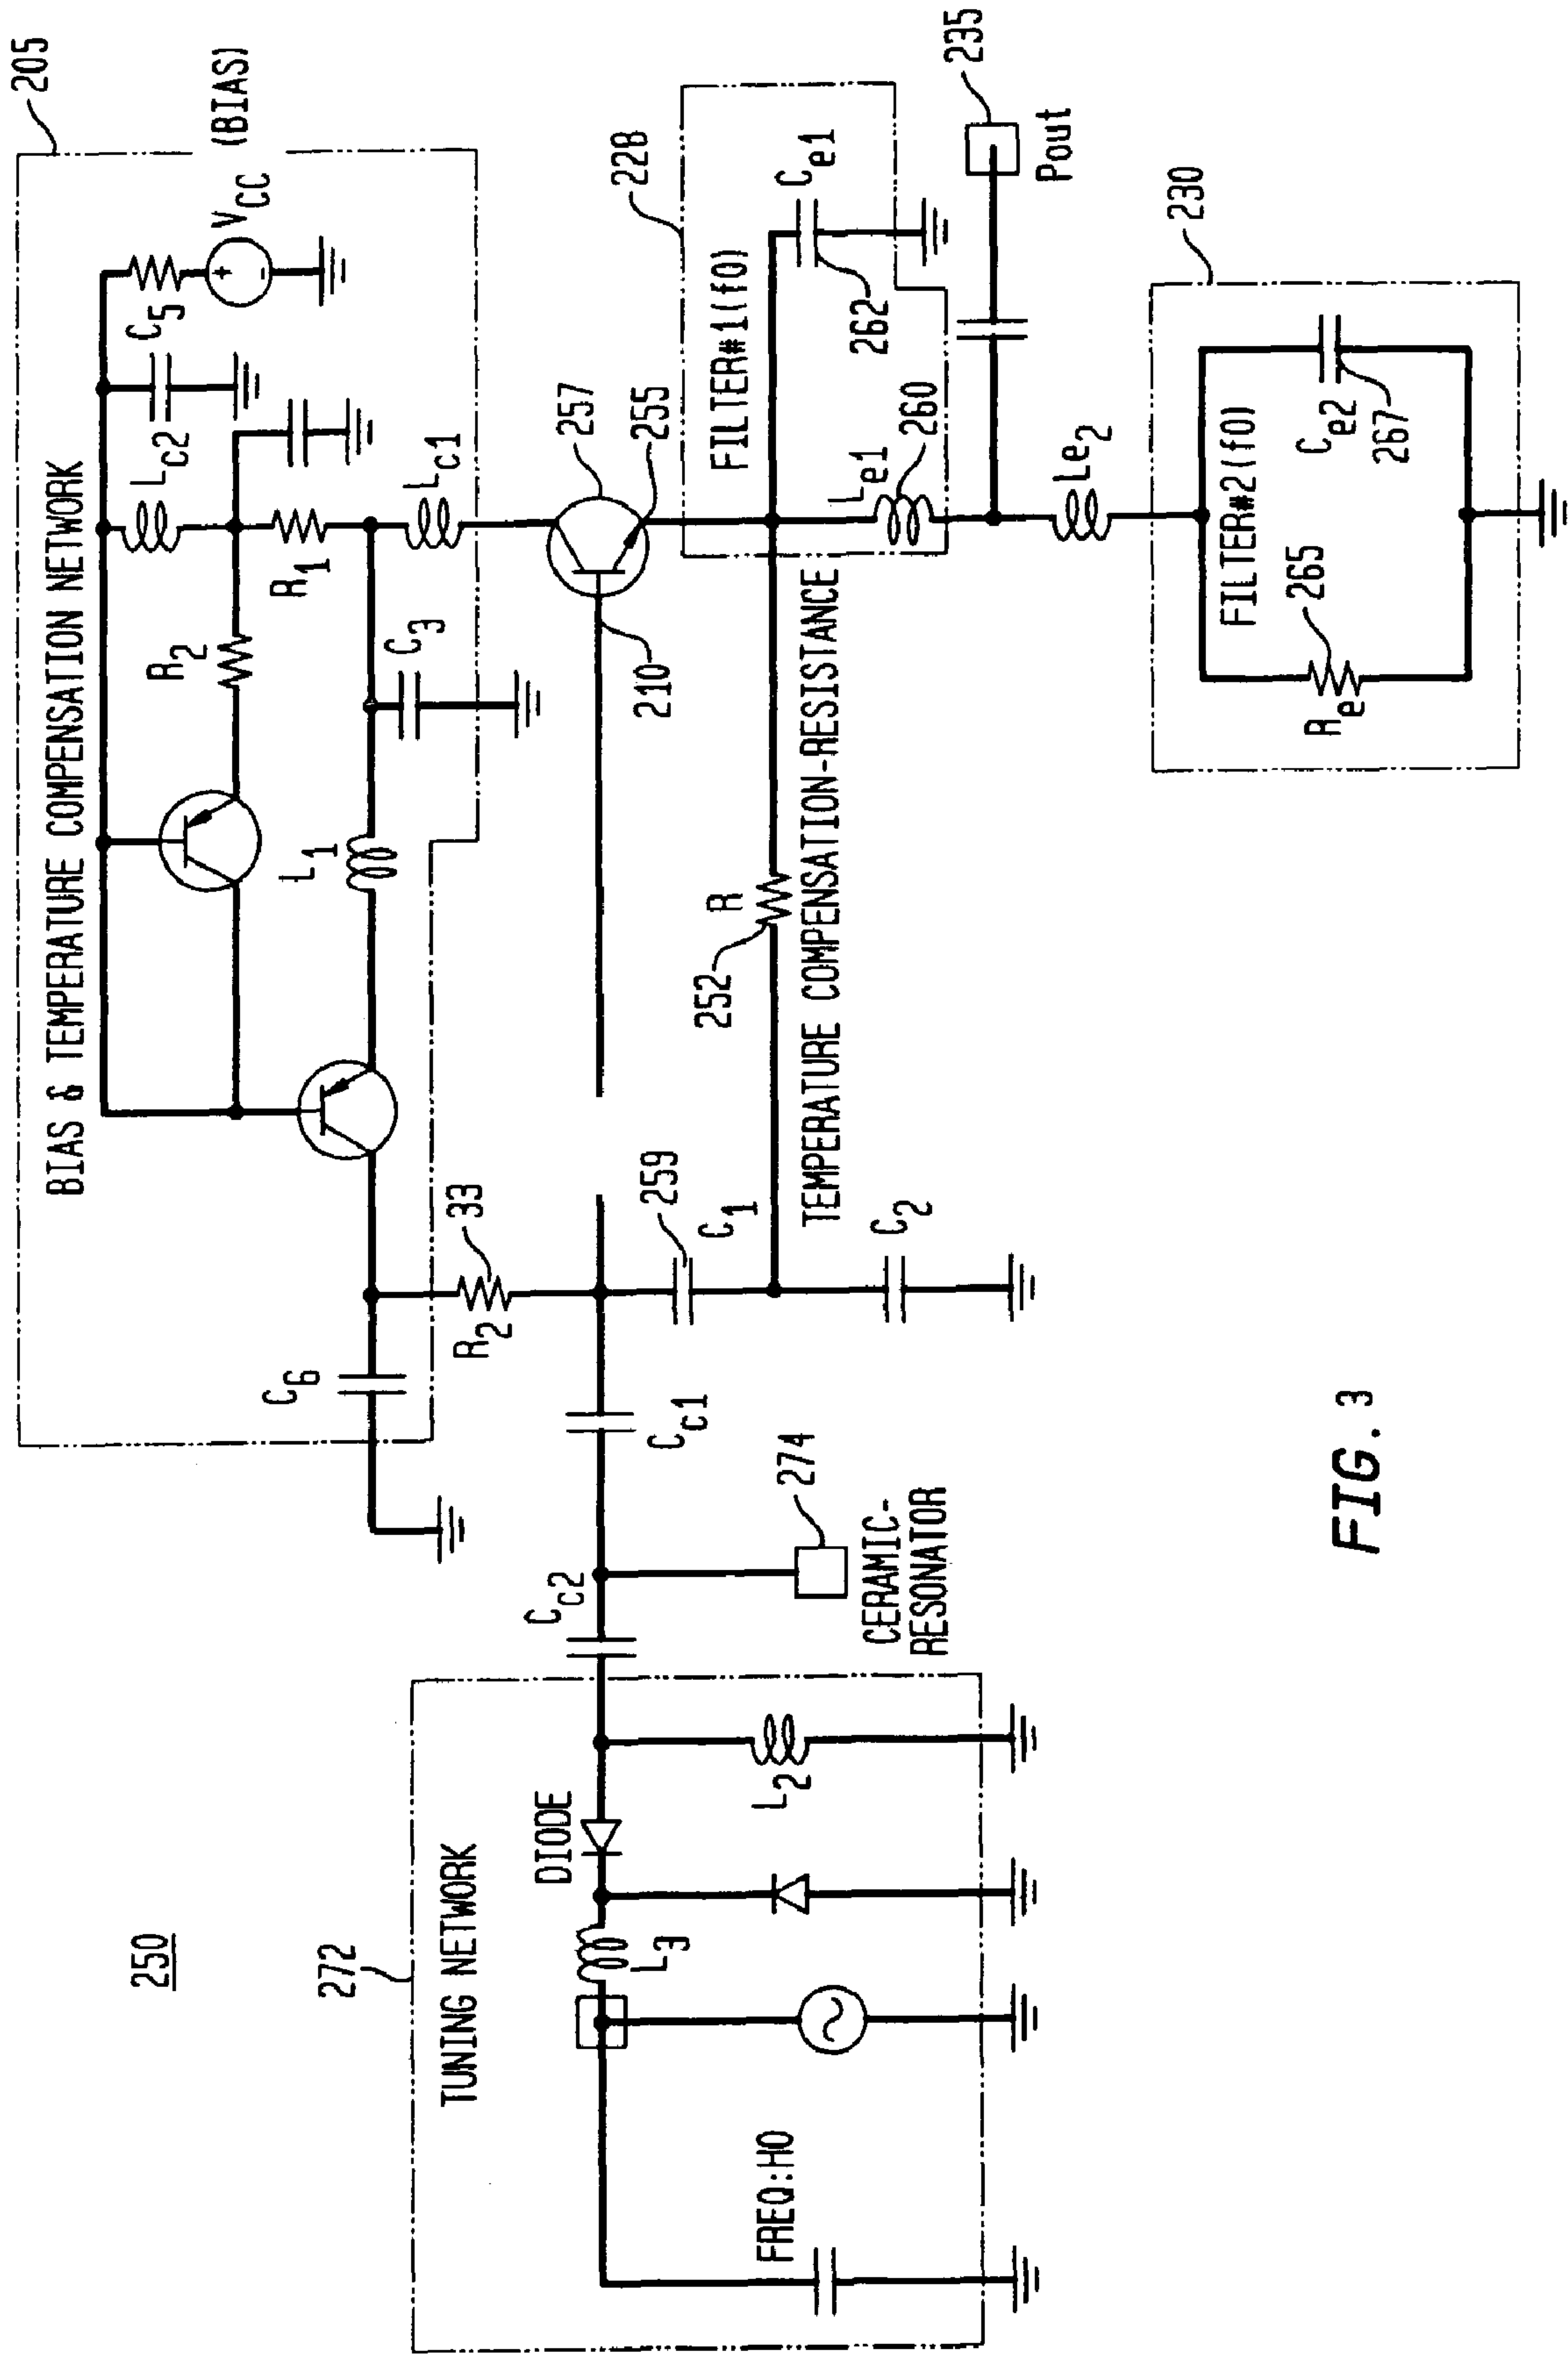 205
BIAS & TEMPERATURE COMPENSATION NETWORK
(BIAS)
VCC
C5
Lc2
R2
R1
Lc1
C3
L1
C6
33
R2
257
255
210
228
FILTER#1(f0)
Ce1
262
Le1
260
235
Pout
R
252
TEMPERATURE COMPENSATION-RESISTANCE
259
C1
C2
Cc1
Cc2
274
CERAMIC-
RESONATOR
Le2
230
FILTER#2(f0)
265
Re
Ce2
267
250
272
TUNING NETWORK
DIODE
L2
L3
FREQ:HO
FIG. 3